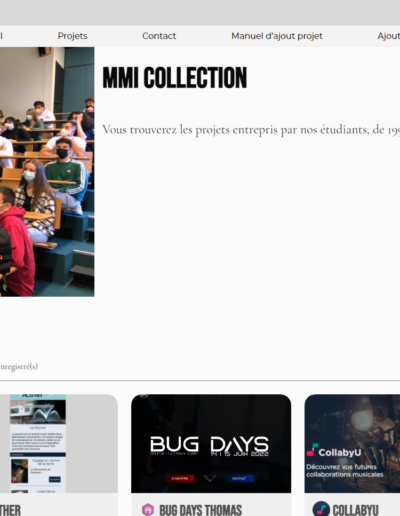 Projets
Contact
Manuel d'ajout projet
Ajout
MMI COLLECTION
Vous trouverez les projets entrepris par nos étudiants, de 199
nregistré(s)
BUG DAYS
14 I 15 JUIN 2022
CollabyU
Découvrez vos futures
collaborations musicales
THER
BUG DAYS THOMAS
COLLABYU